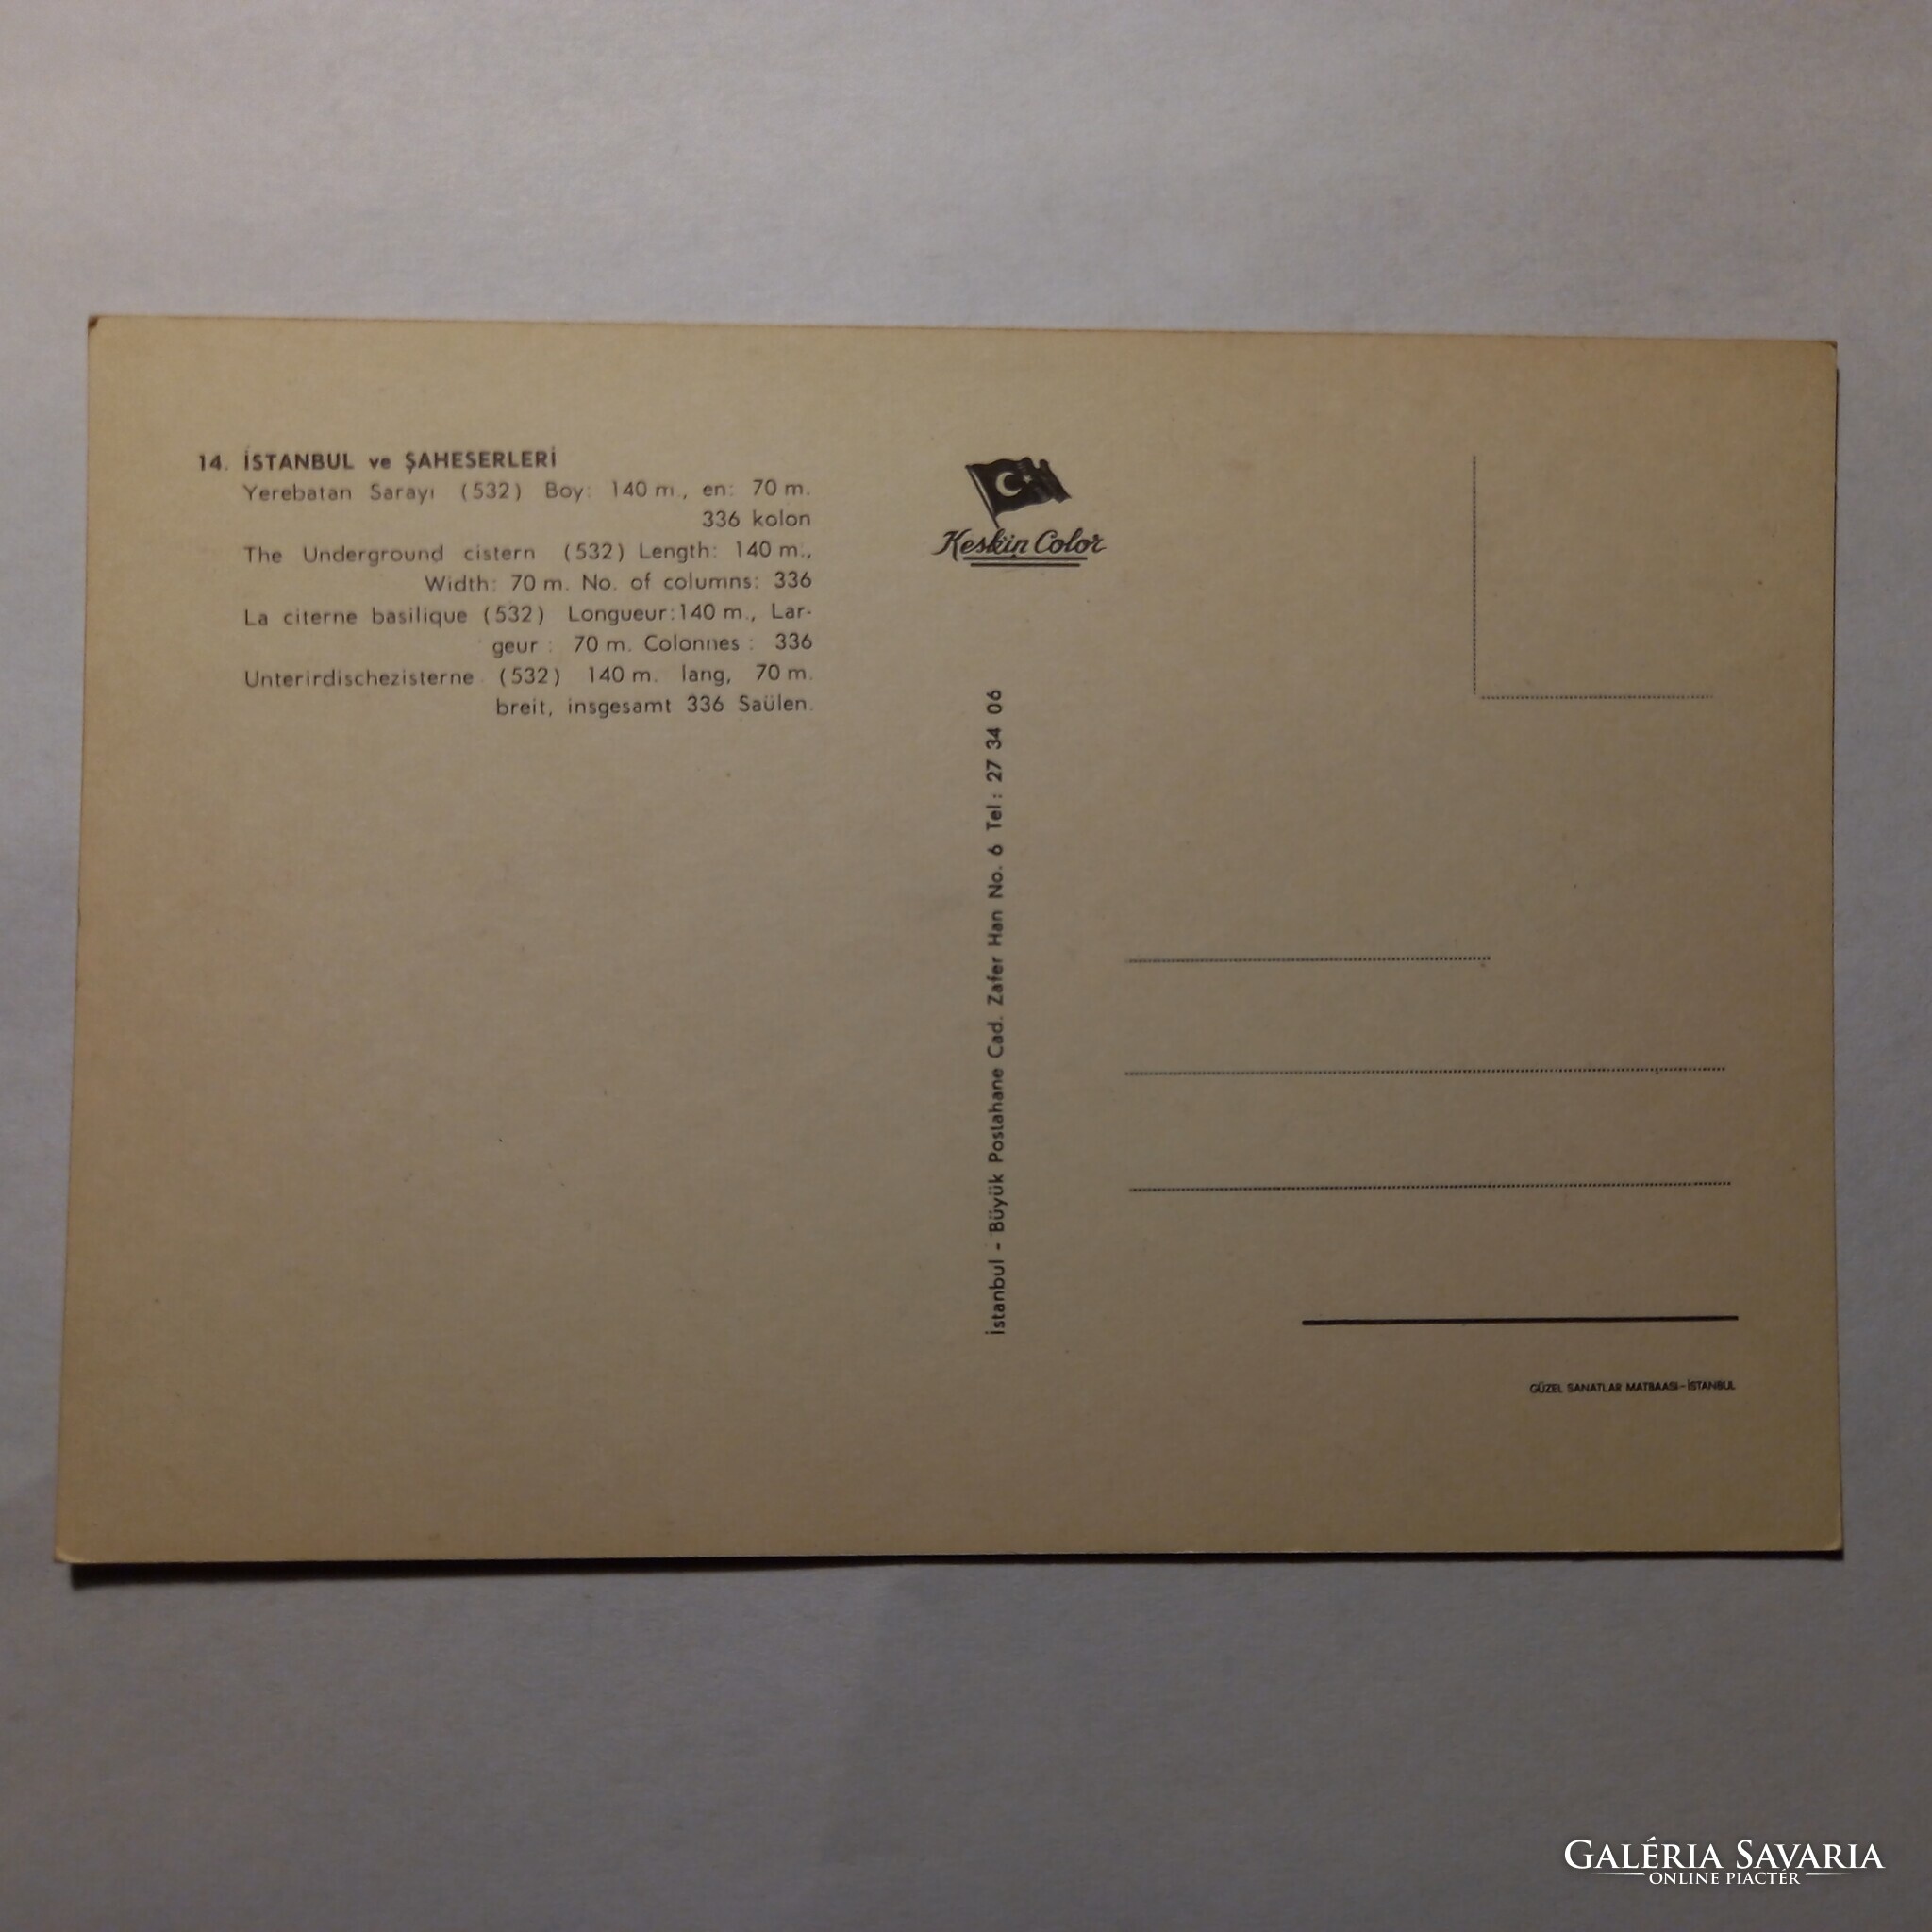 14. İSTANBUL ve ŞAHESERLERİ
Yerebatan Sarayı (532) Boy: 140 m., en: 70 m.
336 kolon
The Underground cistern (532) Length: 140 m.,
Width: 70 m. No. of columns: 336
La citerne basilique (532) Longueur: 140 m., Lar-
geur : 70 m. Colonnes : 336
Unterirdischezisterne (532) 140 m. lang, 70 m.
breit, insgesamt 336 Saülen.
Keskin Color
İstanbul - Büyük Postahane Cad. Zafer Han No. 6 Tel : 27 34 06
GÜZEL SANATLAR MATBAASI - İSTANBUL
GALÉRIA SAVARIA
ONLINE PIACTÉR